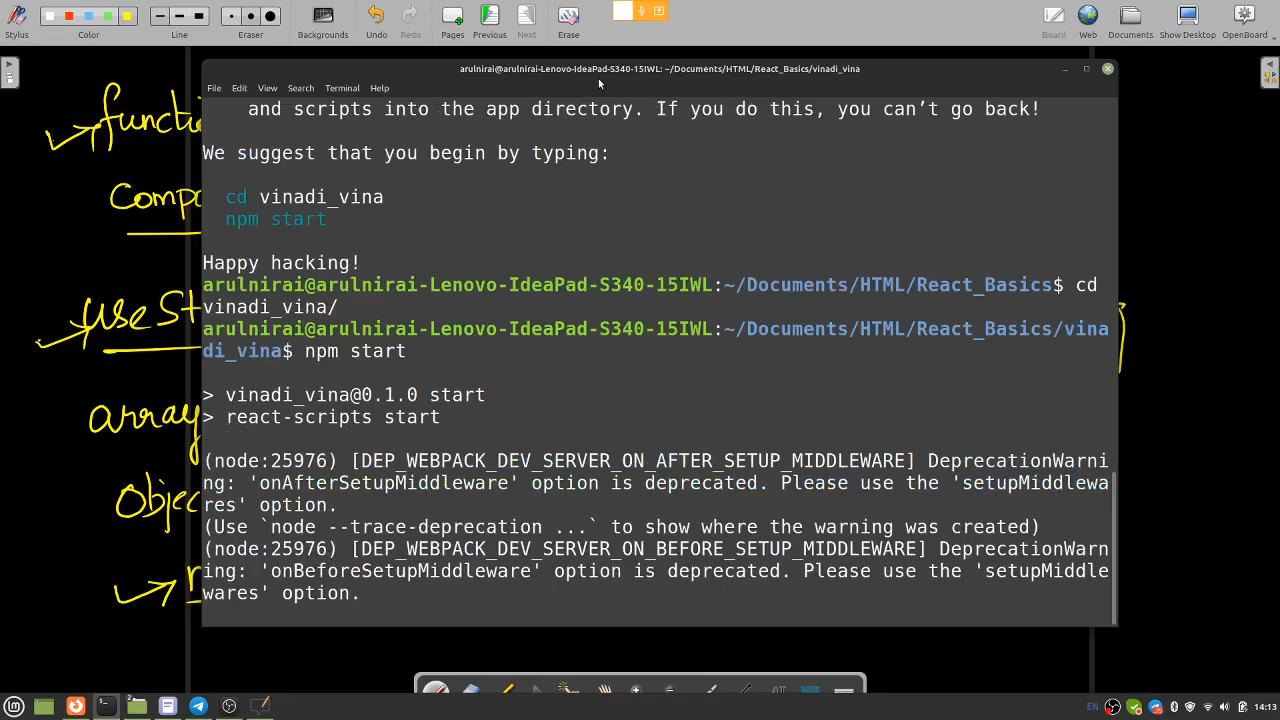 Stylus
Color
Line
Eraser
Backgrounds
Undo
Redo
Pages
Previous
Next
Erase
Board
Web
Documents
Show Desktop
OpenBoard
arulnirai@arulnirai-Lenovo-IdeaPad-S340-15IWL: ~/Documents/HTML/React_Basics/vinadi_vina
File Edit View Search Terminal Help
and scripts into the app directory. If you do this, you can’t go back!
We suggest that you begin by typing:
cd vinadi_vina
npm start
Happy hacking!
arulnirai@arulnirai-Lenovo-IdeaPad-S340-15IWL:~/Documents/HTML/React_Basics$ cd
vinadi_vina/
arulnirai@arulnirai-Lenovo-IdeaPad-S340-15IWL:~/Documents/HTML/React_Basics/vina
di_vina$ npm start
> vinadi_vina@0.1.0 start
> react-scripts start
(node:25976) [DEP_WEBPACK_DEV_SERVER_ON_AFTER_SETUP_MIDDLEWARE] DeprecationWarni
ng: 'onAfterSetupMiddleware' option is deprecated. Please use the 'setupMiddlewa
res' option.
(Use `node --trace-deprecation ...` to show where the warning was created)
(node:25976) [DEP_WEBPACK_DEV_SERVER_ON_BEFORE_SETUP_MIDDLEWARE] DeprecationWarn
ing: 'onBeforeSetupMiddleware' option is deprecated. Please use the 'setupMiddle
wares' option.
functi
Compo
use St
array
Objec
EN
14:13